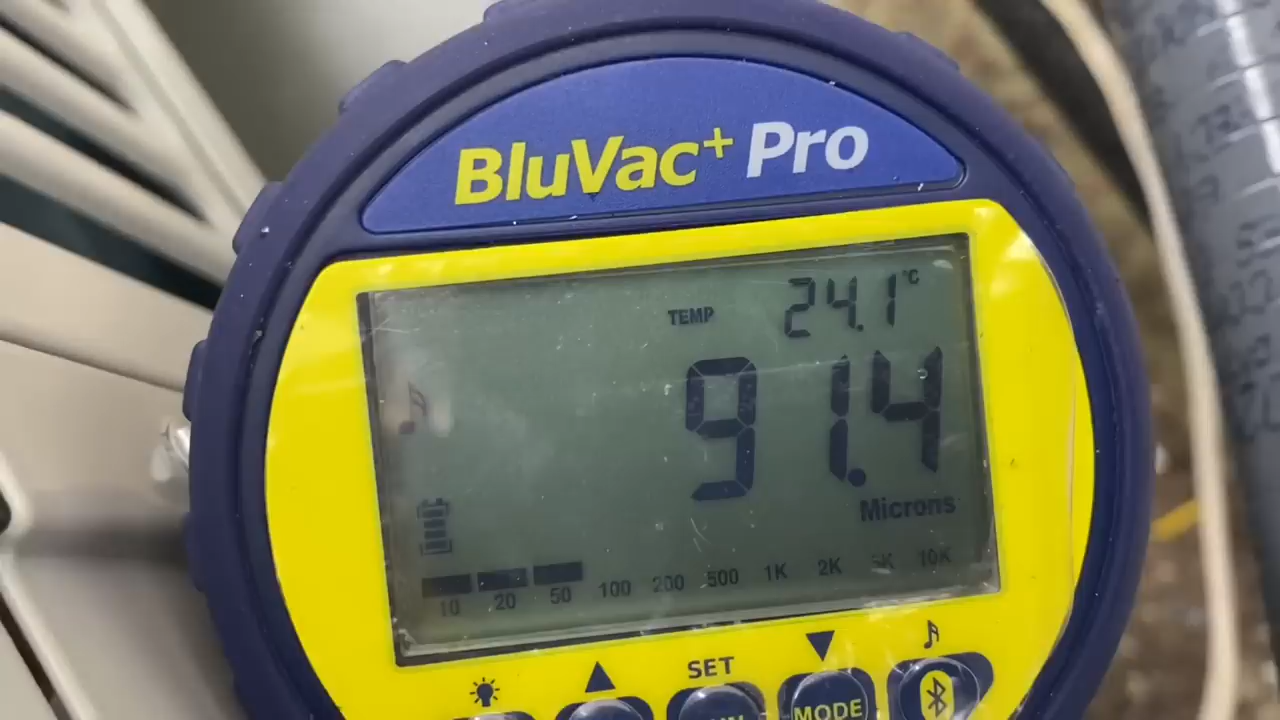 BluVac+ Pro
TEMP 24.1 °C
91.4
Microns
10 20 50 100 200 500 1K 2K 5K 10K
SET
MODE